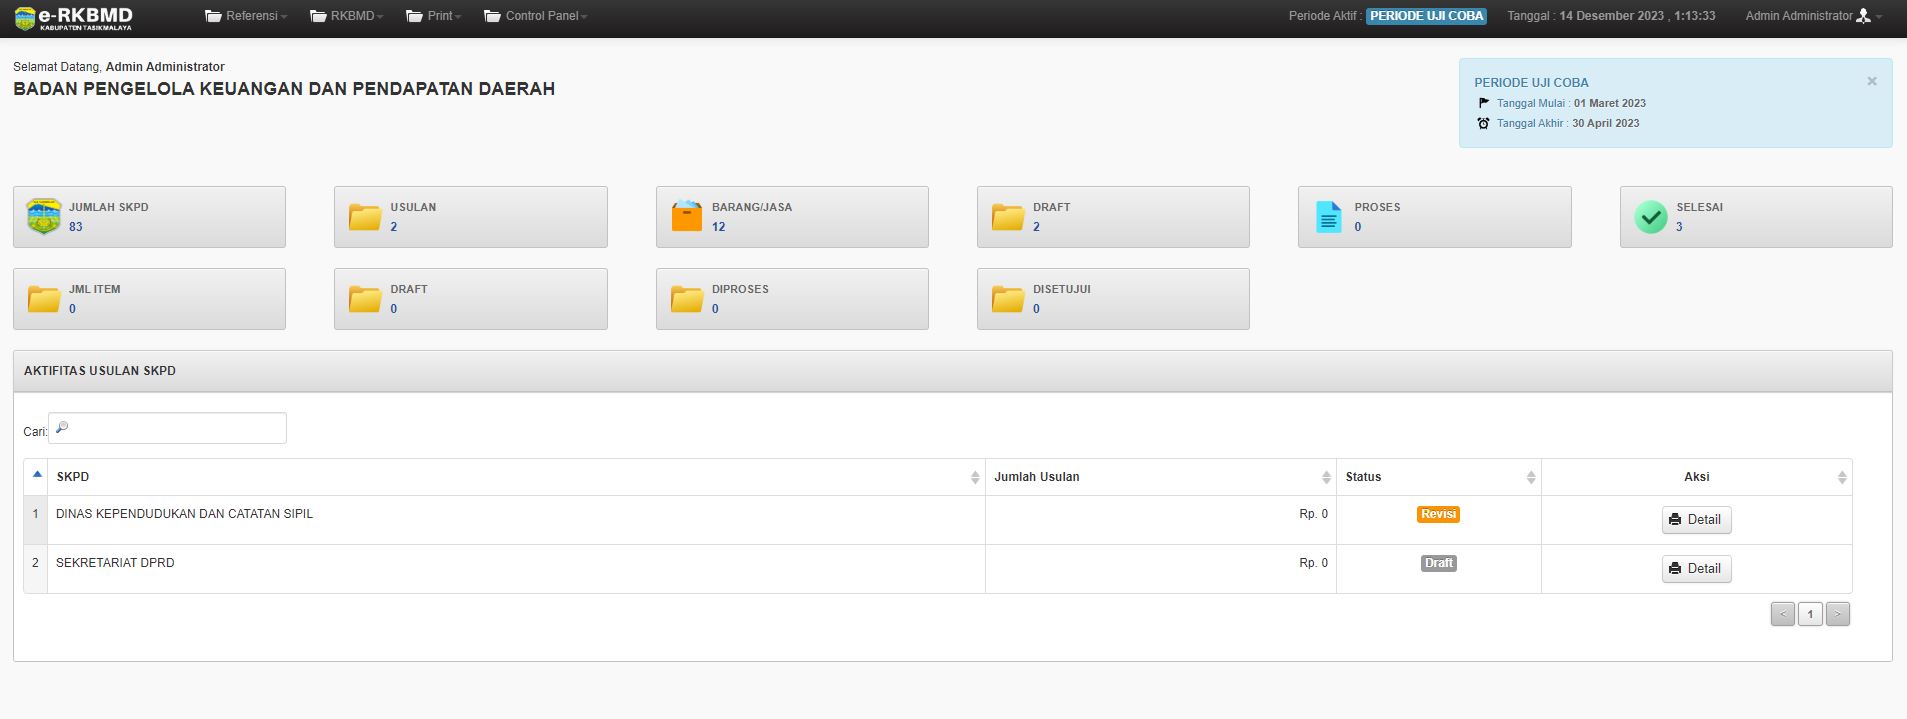 e-RKBMD
KABUPATEN TASIKMALAYA
Referensi
RKBMD
Print
Control Panel
Periode Aktif : PERIODE UJI COBA
Tanggal : 14 Desember 2023 , 1:13:33
Admin Administrator
Selamat Datang, Admin Administrator
BADAN PENGELOLA KEUANGAN DAN PENDAPATAN DAERAH
PERIODE UJI COBA ×
Tanggal Mulai : 01 Maret 2023
Tanggal Akhir : 30 April 2023
JUMLAH SKPD
83
USULAN
2
BARANG/JASA
12
DRAFT
2
PROSES
0
SELESAI
3
JML ITEM
0
DRAFT
0
DIPROSES
0
DISETUJUI
0
AKTIFITAS USULAN SKPD
Cari:
SKPD Jumlah Usulan Status Aksi
1 DINAS KEPENDUDUKAN DAN CATATAN SIPIL Rp. 0 Revisi Detail
2 SEKRETARIAT DPRD Rp. 0 Draft Detail
< 1 >